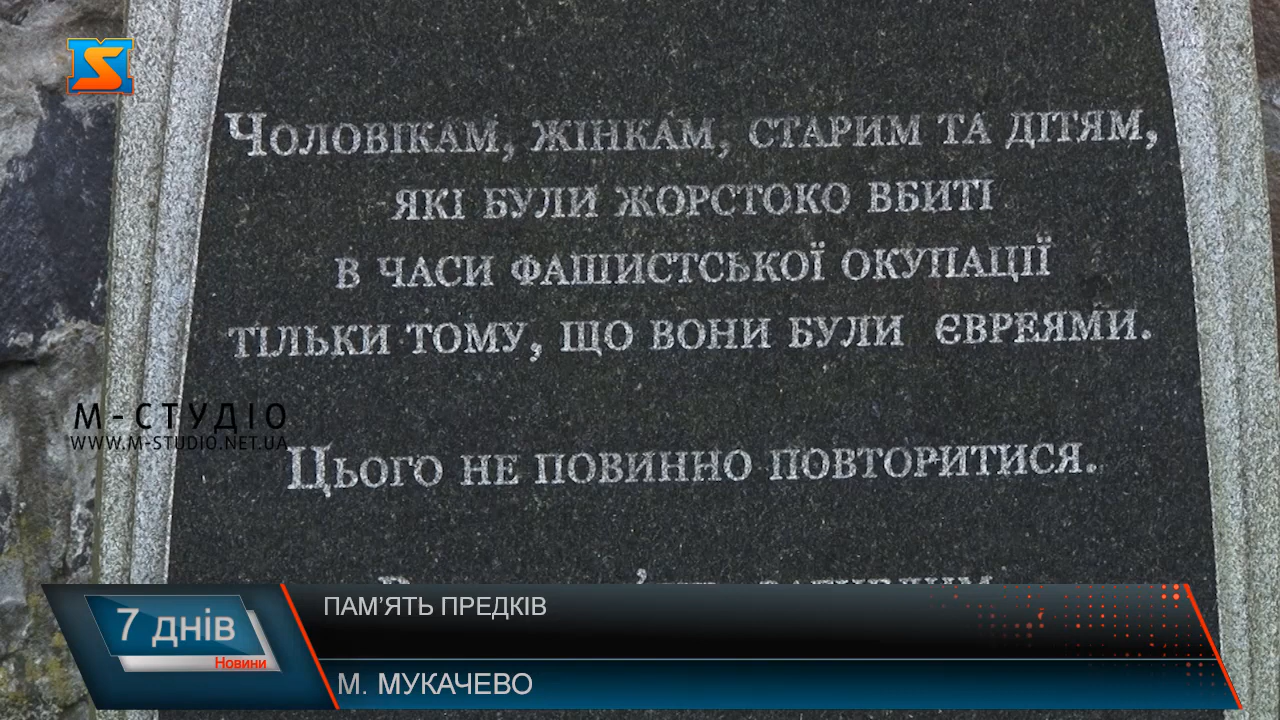 Чоловікам, жінкам, старим та дітям,
які були жорстоко вбиті
в часи фашистської окупації
тільки тому, що вони були євреями.
М-СТУДІО
WWW.M-STUDIO.NET.UA
Цього не повинно повторитися.
7 днів
Новини
ПАМ’ЯТЬ ПРЕДКІВ
М. МУКАЧЕВО